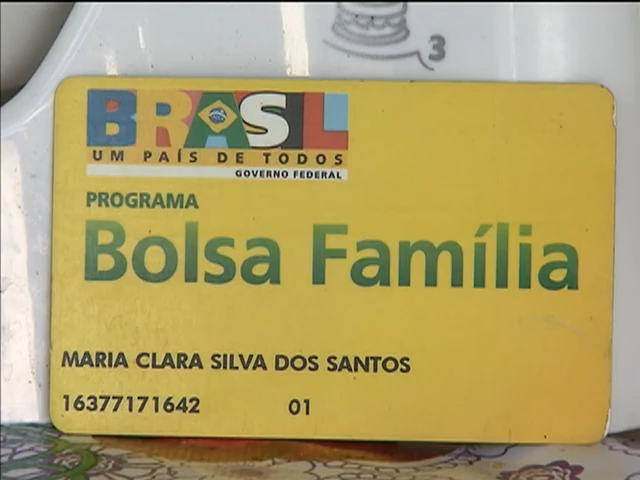 3
BRASIL
UM PAÍS DE TODOS
GOVERNO FEDERAL
PROGRAMA
Bolsa Família
MARIA CLARA SILVA DOS SANTOS
16377171642 01